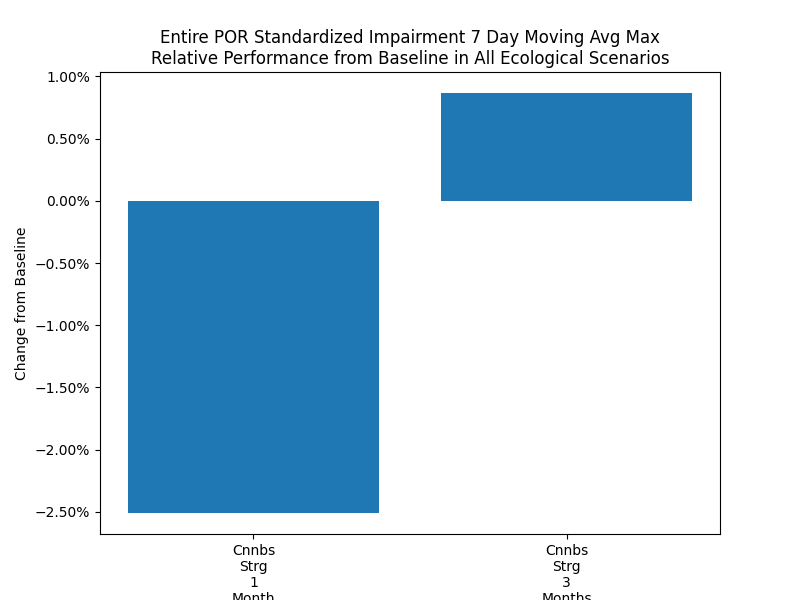 Entire POR Standardized Impairment 7 Day Moving Avg Max
Relative Performance from Baseline in All Ecological Scenarios
1.00%
0.50%
0.00%
−0.50%
−1.00%
−1.50%
−2.00%
−2.50%
Change from Baseline
Cnnbs
Strg
1
Month
Cnnbs
Strg
3
Months